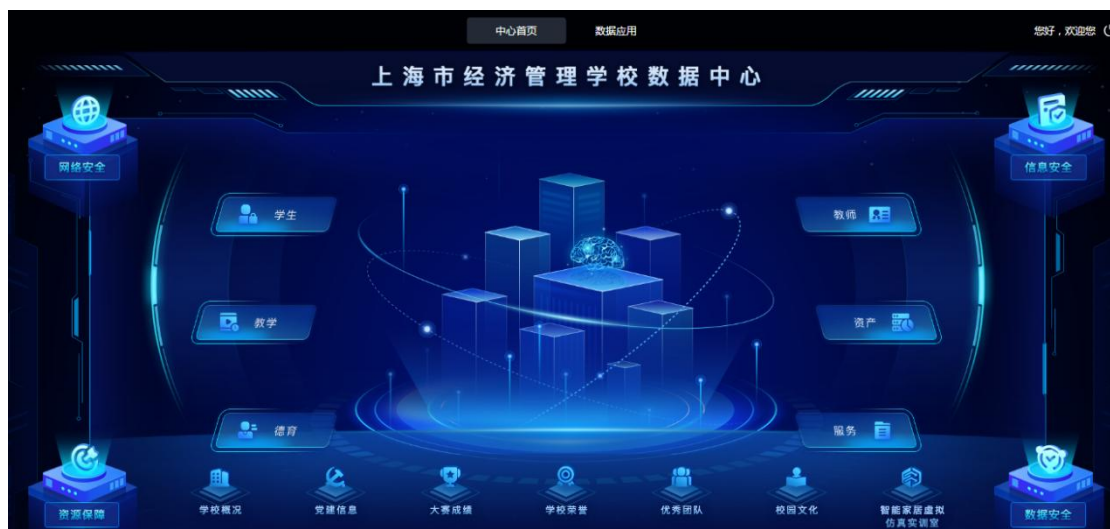 中心首页
数据应用
您好，欢迎您
上海市经济管理学校数据中心
网络安全
信息安全
学生
教师
教学
资产
德育
服务
资源保障
学校概况
党建信息
大赛成绩
学校荣誉
优秀团队
校园文化
智能家居虚拟
仿真实训室
数据安全